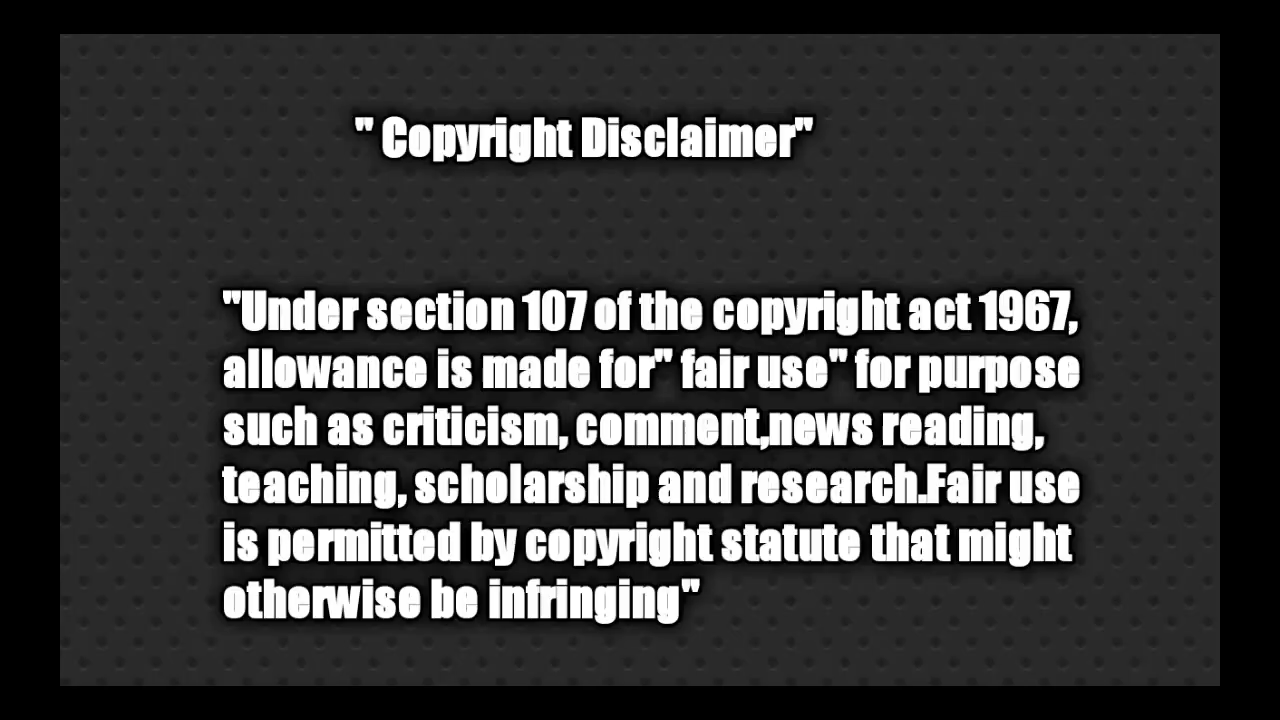 " Copyright Disclaimer"
"Under section 107 of the copyright act 1967,
allowance is made for" fair use" for purpose
such as criticism, comment,news reading,
teaching, scholarship and research.Fair use
is permitted by copyright statute that might
otherwise be infringing"